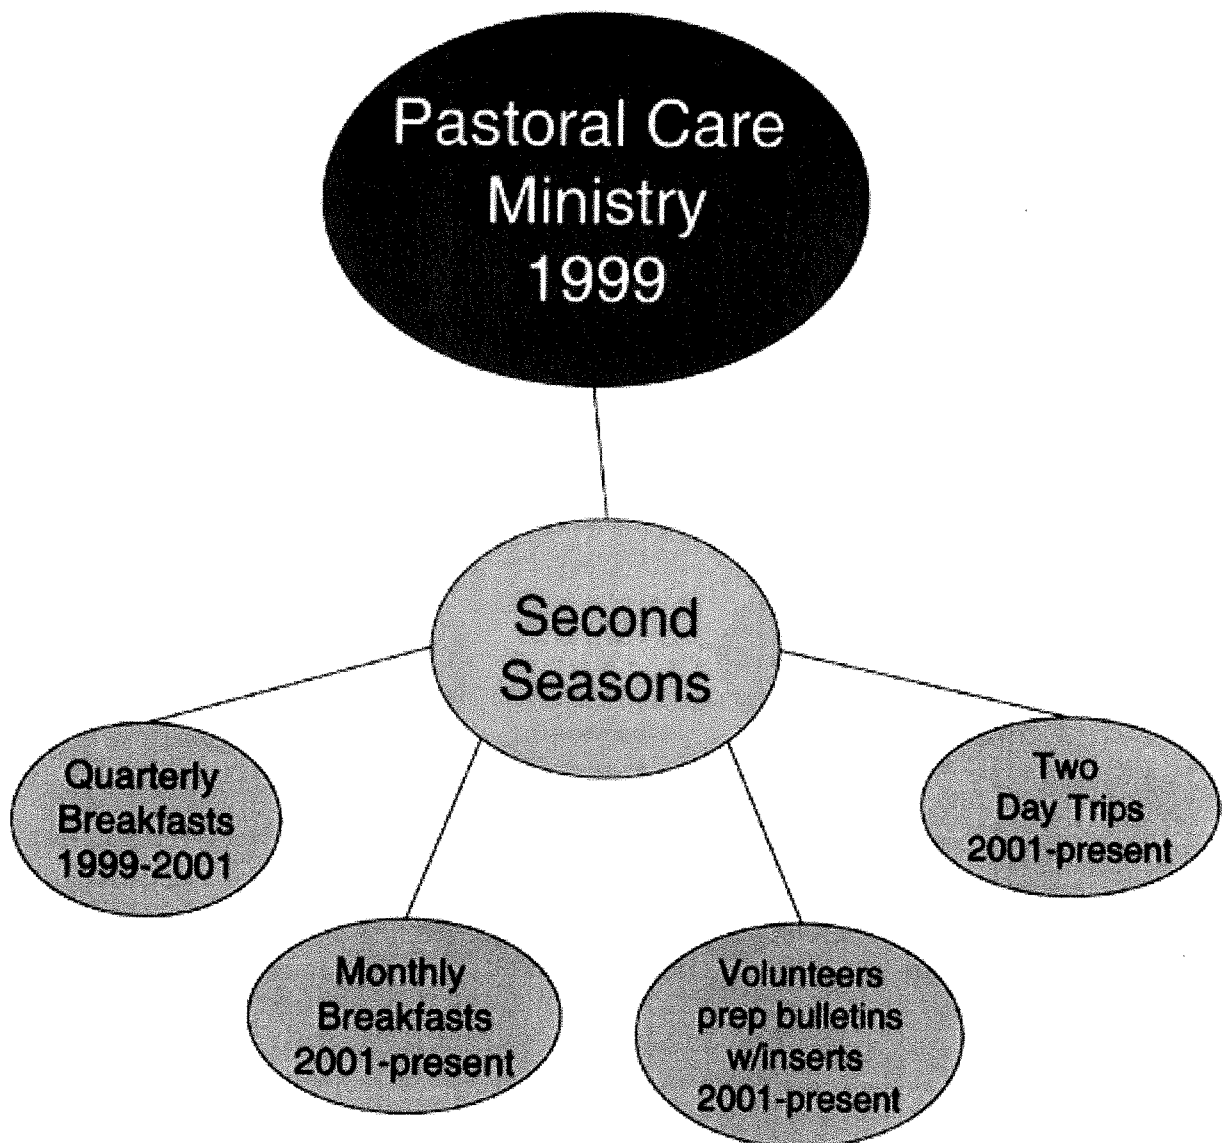 Pastoral Care
Ministry
1999
Second
Seasons
Quarterly
Breakfasts
1999-2001
Monthly
Breakfasts
2001-present
Volunteers
prep bulletins
w/inserts
2001-present
Two
Day Trips
2001-present